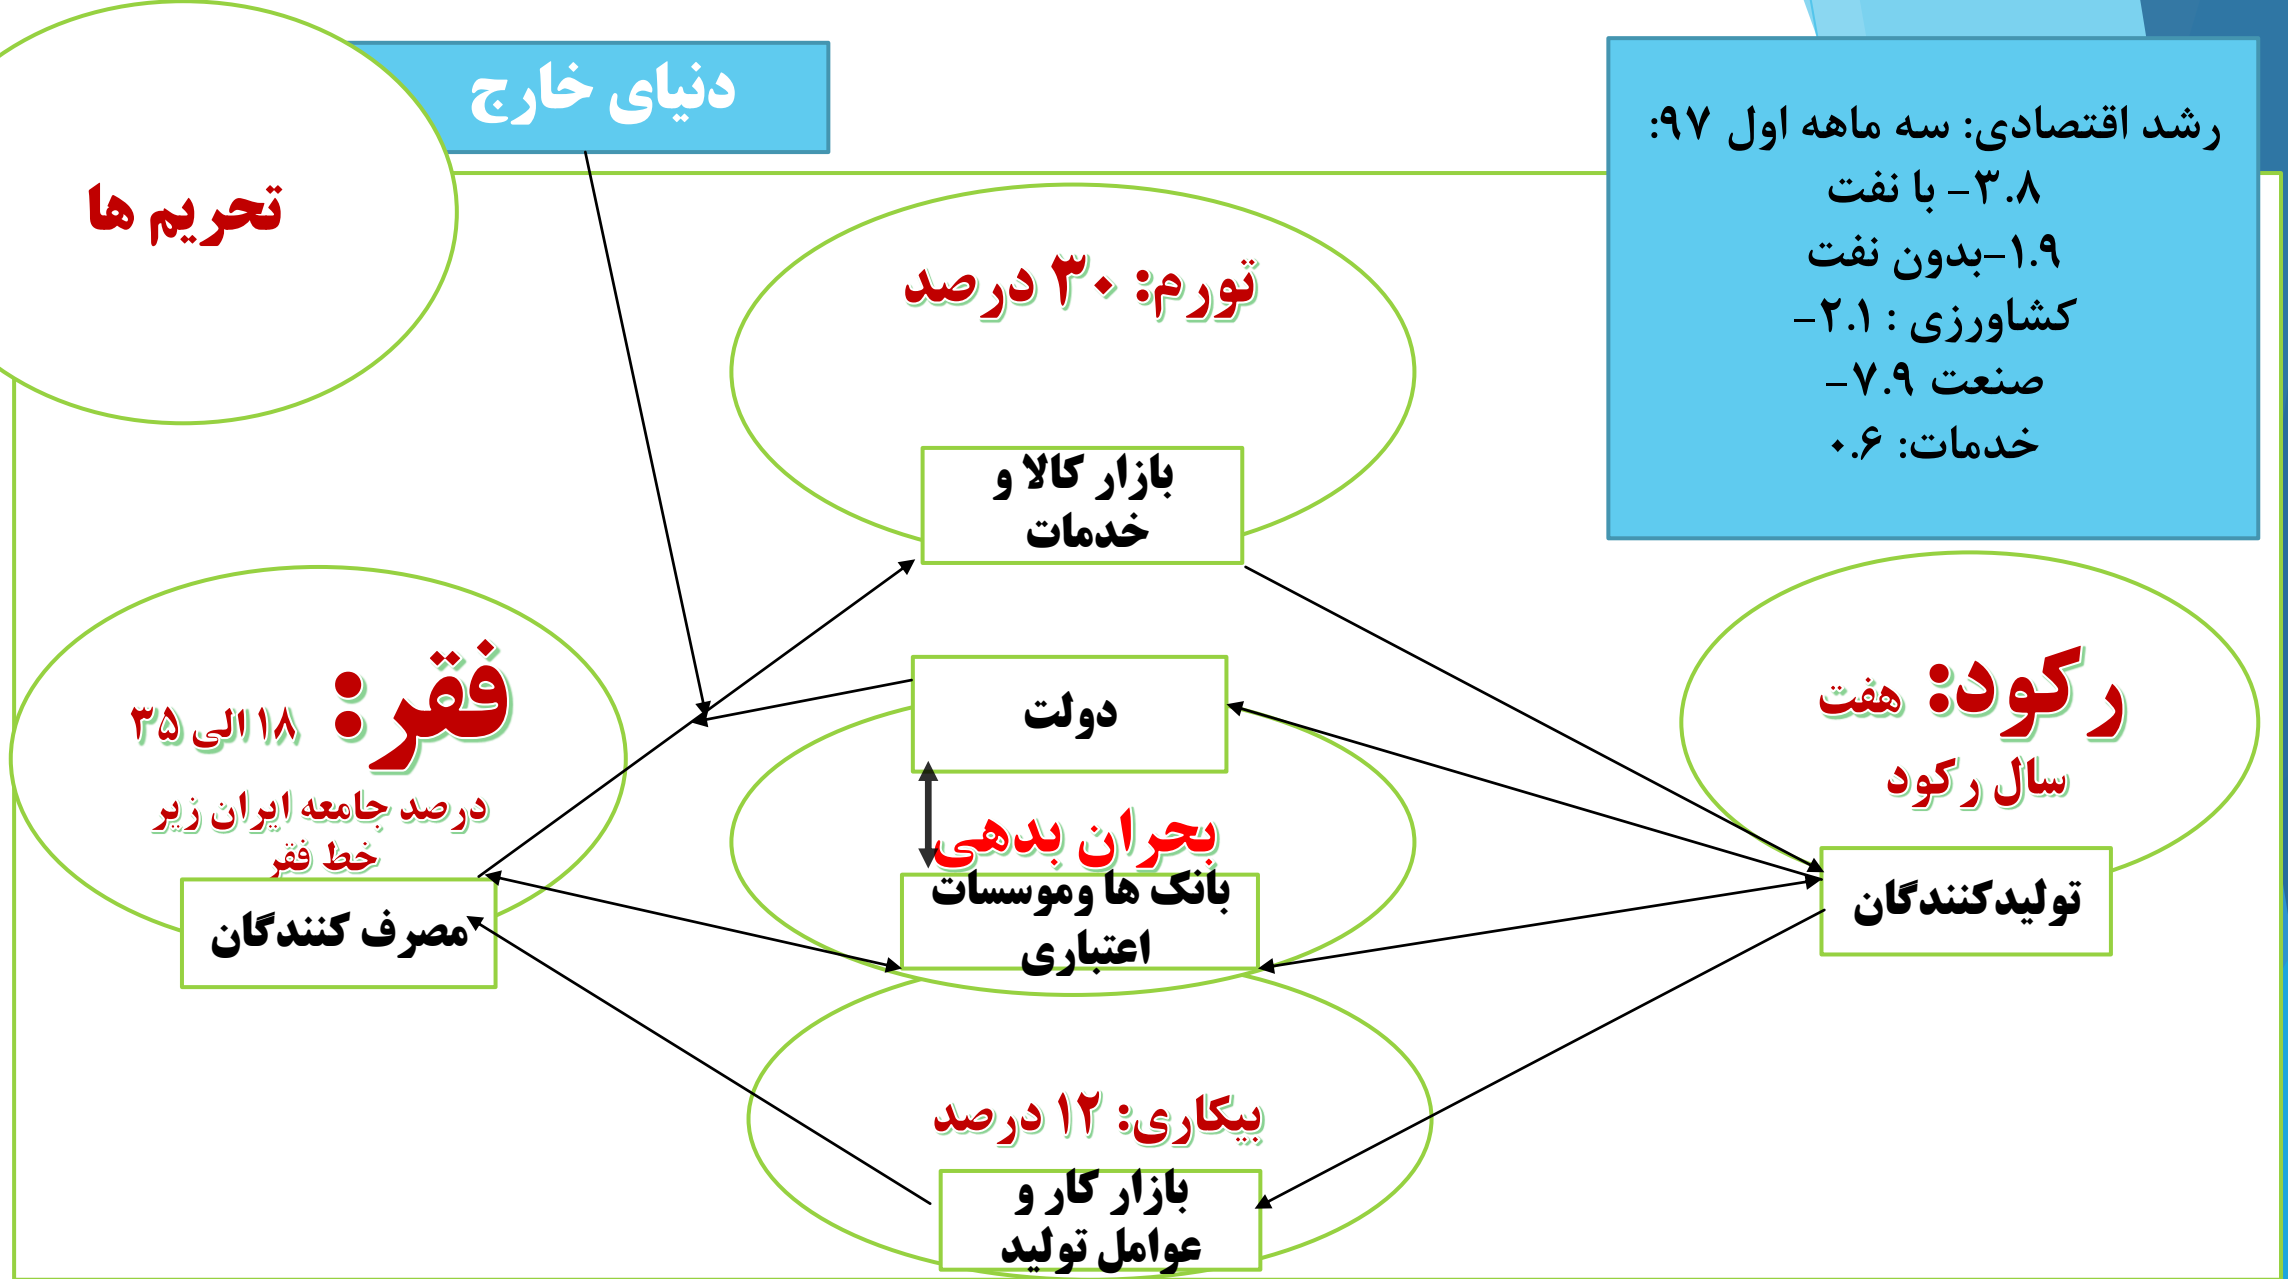 دنیای خارج
تحریم ها
رشد اقتصادی: سه ماهه اول ۹۷:
۳.۸- با نفت
۱.۹-بدون نفت
کشاورزی : ۲.۱-
صنعت ۷.۹-
خدمات: ۰.۶
تورم: ۳۰ درصد
بازار کالا و
خدمات
رکود: هفت
سال رکود
تولیدکنندگان
دولت
بحران بدهی
بانک ها وموسسات
اعتباری
فقر: ۱۸ الی ۳۵
درصد جامعه ایران زیر
خط فقر
مصرف کنندگان
بیکاری: ۱۲ درصد
بازار کار و
عوامل تولید